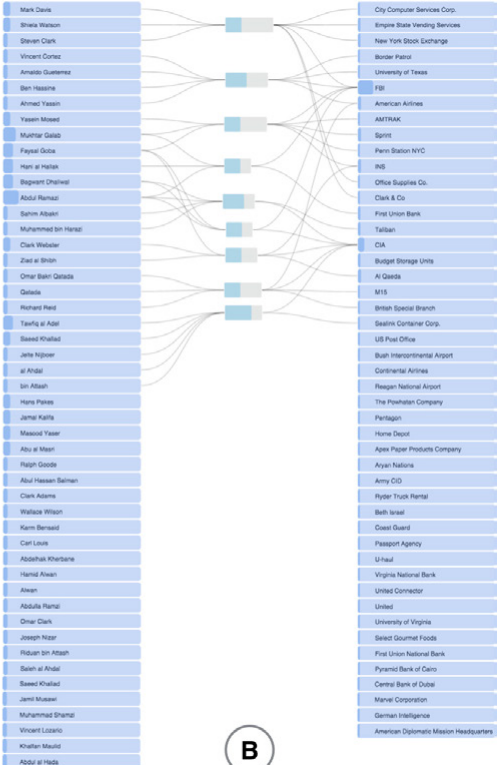 Mark Davis
Shiela Watson
Steven Clark
Vincent Cortez
Arnaldo Gueterrez
Ben Hassine
Ahmed Yassin
Yasein Mosed
Mukhtar Galab
Faysal Goba
Hani al Hallak
Bagwant Dhaliwal
Abdul Ramazi
Sahim Albakri
Muhammed bin Harazi
Clark Webster
Ziad al Shibh
Omar Bakri Qatada
Qatada
Richard Reid
Tawfiq al Adel
Saeed Khallad
Jelle Nijboer
al Ahdal
bin Attash
Hans Pakes
Jamal Kalifa
Masood Yaser
Abu al Masri
Ralph Goode
Abul Hassan Salman
Clark Adams
Wallace Wilson
Karim Bensaid
Carl Louis
Abdelhak Kherbane
Hamid Alwan
Alwan
Abdulla Ramzi
Omar Clark
Joseph Nizar
Riduan bin Attash
Saleh al Ahdal
Saeed Khallad
Jamil Musawi
Muhammed Shamzi
Vincent Lozario
Khallan Maulid
Abdul al Hada
City Computer Services Corp.
Empire State Vending Services
New York Stock Exchange
Border Patrol
University of Texas
FBI
American Airlines
AMTRAK
Sprint
Penn Station NYC
INS
Office Supplies Co.
Clark & Co
First Union Bank
Taliban
CIA
Budget Storage Units
Al Qaeda
M15
British Special Branch
Sealink Container Corp.
US Post Office
Bush Intercontinental Airport
Continental Airlines
Reagan National Airport
The Powhatan Company
Pentagon
Home Depot
Apex Paper Products Company
Aryan Nations
Army CID
Ryder Truck Rental
Beth Israel
Coast Guard
Passport Agency
U-haul
Virginia National Bank
United Connector
United
University of Virginia
Select Gourmet Foods
First Union National Bank
Pyramid Bank of Cairo
Central Bank of Dubai
Marvel Corporation
German Intelligence
American Diplomatic Mission Headquarters
B